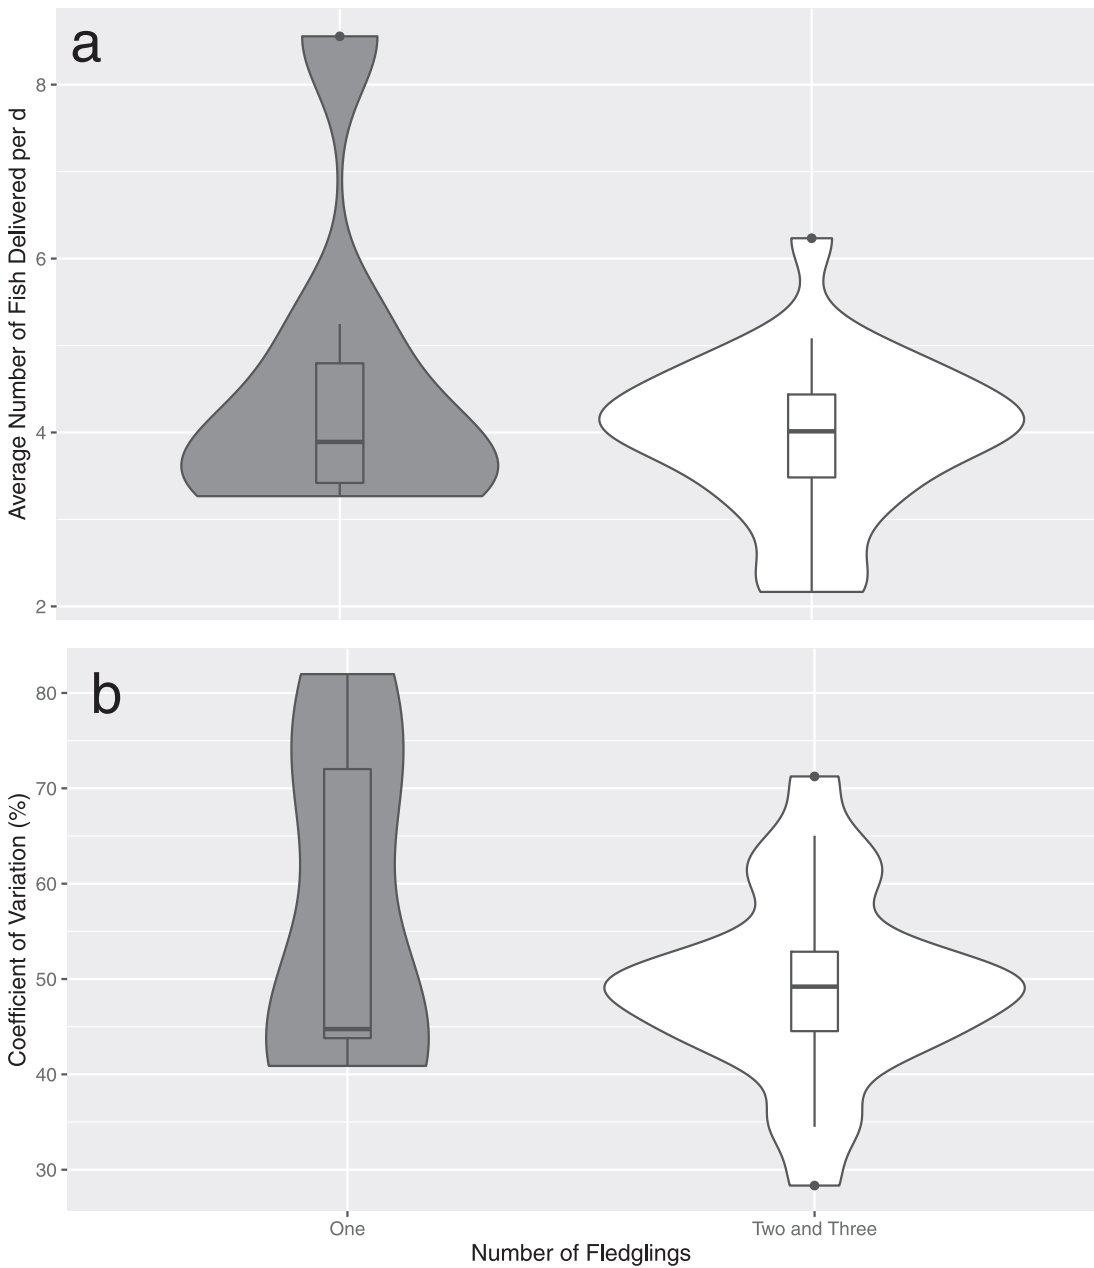 a
Average Number of Fish Delivered per d
8
6
4
2
b
Coefficient of Variation (%)
80
70
60
50
40
30
One
Two and Three
Number of Fledglings